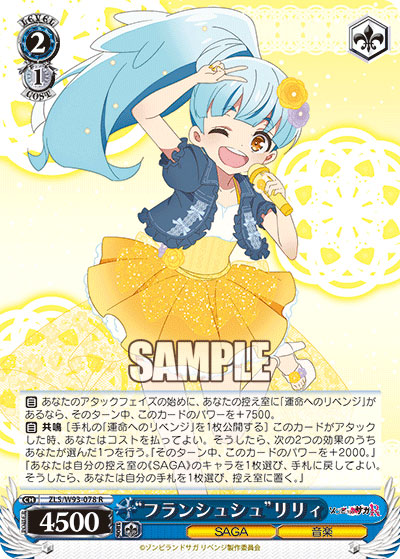 LEVEL
2
1
COST
SAMPLE
自 あなたのアタックフェイズの始めに、あなたの控え室に「運命へのリベンジ」が
あるなら、そのターン中、このカードのパワーを+7500。
自 共鳴 ［手札の「運命へのリベンジ」を1枚公開する］ このカードがアタック
した時、あなたはコストを払ってよい。そうしたら、次の2つの効果のうち
あなたが選んだ1つを行う。『そのターン中、このカードのパワーを+2000。』
『あなたは自分の控え室の《SAGA》のキャラを1枚選び、手札に戻してよい。
そうしたら、あなたは自分の手札を1枚選び、控え室に置く。』
CH ZLS/W93-078 R
4500
“フランシュシュ”リリィ
ゾンビランドサガR
SAGA
音楽
©ゾンビランドサガ リベンジ製作委員会